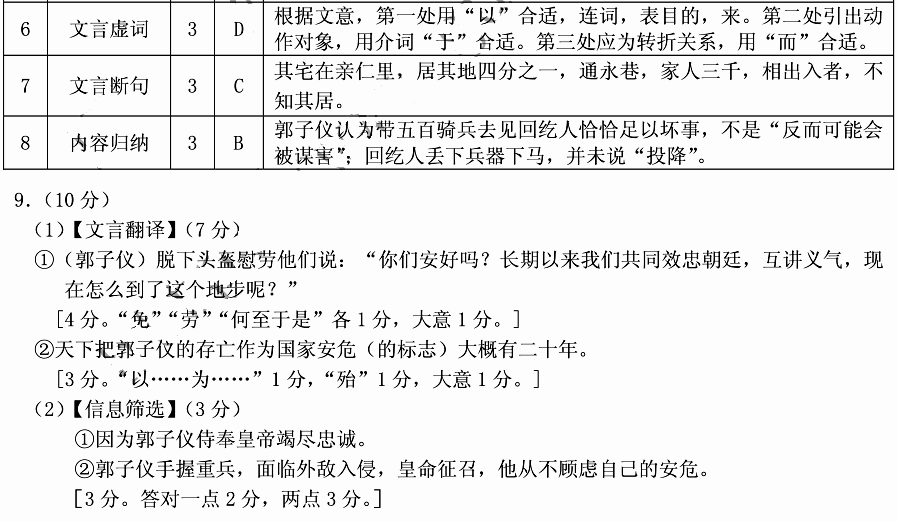 6 文言虚词 3 D 根据文意，第一处用“以”合适，连词，表目的，来。第二处引出动
作对象，用介词“于”合适。第三处应为转折关系，用“而”合适。
7 文言断句 3 C 其宅在亲仁里，居其地四分之一，通永巷，家人三千，相出入者，不
知其居。
8 内容归纳 3 B 郭子仪认为带五百骑兵去见回纥人恰恰足以坏事，不是“反而可能会
被谋害”；回纥人丢下兵器下马，并未说“投降”。
9.（10 分）
（1）【文言翻译】（7 分）
①（郭子仪）脱下头盔慰劳他们说：“你们安好吗？长期以来我们共同效忠朝廷，互讲义气，现
在怎么到了这个地步呢？”
［4 分。“免”“劳”“何至于是”各 1 分，大意 1 分。］
②天下把郭子仪的存亡作为国家安危（的标志）大概有二十年。
［3 分。“以……为……”1 分，“殆”1 分，大意 1 分。］
（2）【信息筛选】（3 分）
①因为郭子仪侍奉皇帝竭尽忠诚。
②郭子仪手握重兵，面临外敌入侵，皇命征召，他从不顾虑自己的安危。
［3 分。答对一点 2 分，两点 3 分。］